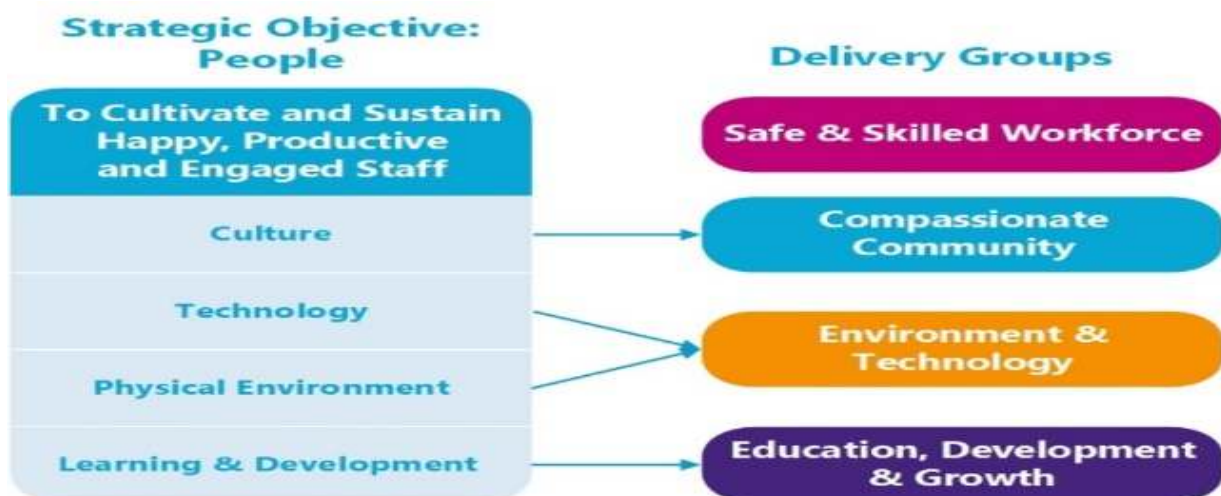 Strategic Objective:
People
To Cultivate and Sustain
Happy, Productive
and Engaged Staff
Culture
Technology
Physical Environment
Learning & Development
Delivery Groups
Safe & Skilled Workforce
Compassionate
Community
Environment &
Technology
Education, Development
& Growth